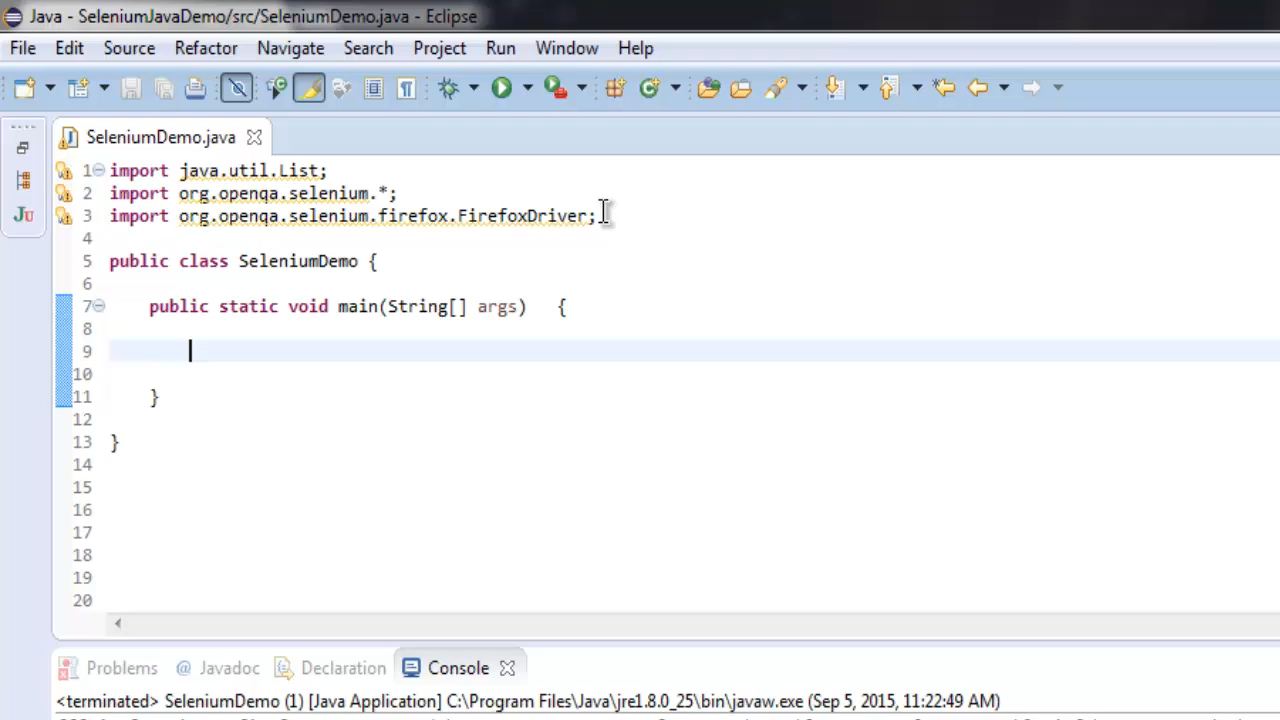 Java - SeleniumJavaDemo/src/SeleniumDemo.java - Eclipse
File Edit Source Refactor Navigate Search Project Run Window Help
SeleniumDemo.java
1 import java.util.List;
2 import org.openqa.selenium.*;
3 import org.openqa.selenium.firefox.FirefoxDriver;
4
5 public class SeleniumDemo {
6
7     public static void main(String[] args)   {
8
9
10
11     }
12
13 }
14
15
16
17
18
19
20
Ju
Problems @ Javadoc Declaration Console
<terminated> SeleniumDemo (1) [Java Application] C:\Program Files\Java\jre1.8.0_25\bin\javaw.exe (Sep 5, 2015, 11:22:49 AM)